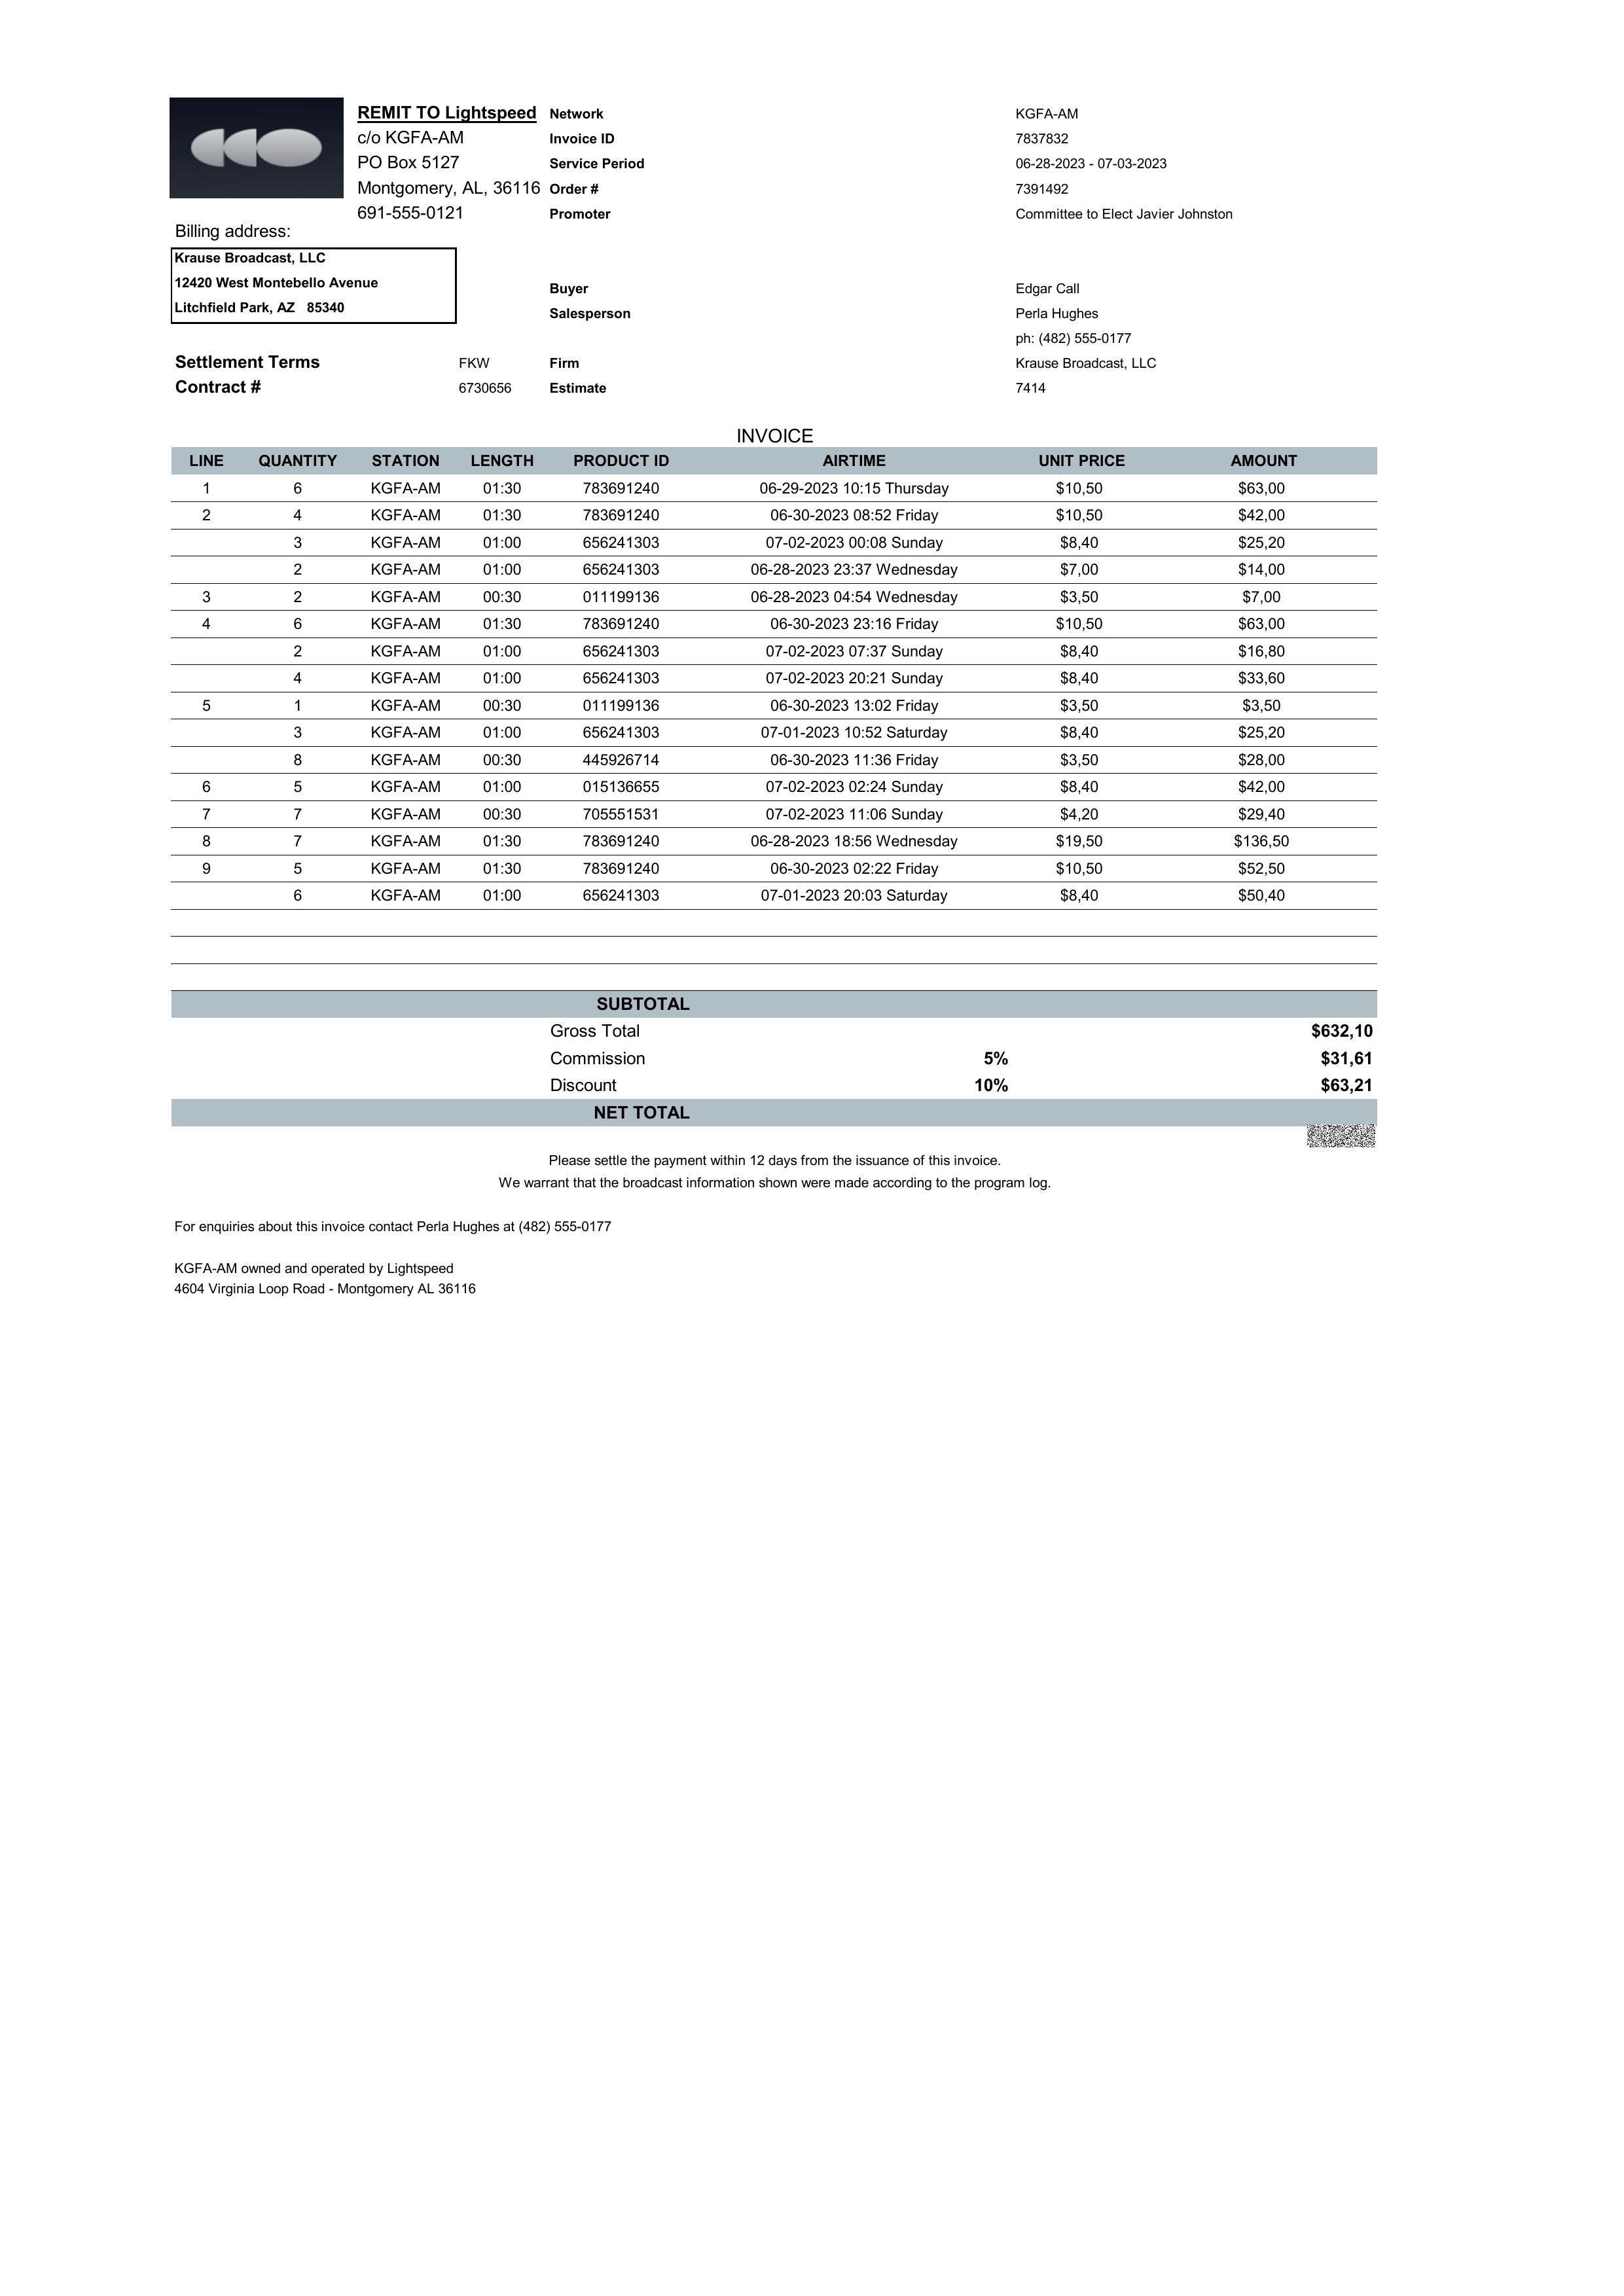 REMIT TO Lightspeed
c/o KGFA-AM
PO Box 5127
Montgomery, AL, 36116
691-555-0121
Network KGFA-AM
Invoice ID 7837832
Service Period 06-28-2023 - 07-03-2023
Order # 7391492
Promoter Committee to Elect Javier Johnston
Billing address:
Krause Broadcast, LLC
12420 West Montebello Avenue
Litchfield Park, AZ 85340
Buyer Edgar Call
Salesperson Perla Hughes
ph: (482) 555-0177
Settlement Terms FKW Firm Krause Broadcast, LLC
Contract # 6730656 Estimate 7414
INVOICE
LINE QUANTITY STATION LENGTH PRODUCT ID AIRTIME UNIT PRICE AMOUNT
1 6 KGFA-AM 01:30 783691240 06-29-2023 10:15 Thursday $10,50 $63,00
2 4 KGFA-AM 01:30 783691240 06-30-2023 08:52 Friday $10,50 $42,00
3 KGFA-AM 01:00 656241303 07-02-2023 00:08 Sunday $8,40 $25,20
2 KGFA-AM 01:00 656241303 06-28-2023 23:37 Wednesday $7,00 $14,00
3 2 KGFA-AM 00:30 011199136 06-28-2023 04:54 Wednesday $3,50 $7,00
4 6 KGFA-AM 01:30 783691240 06-30-2023 23:16 Friday $10,50 $63,00
2 KGFA-AM 01:00 656241303 07-02-2023 07:37 Sunday $8,40 $16,80
4 KGFA-AM 01:00 656241303 07-02-2023 20:21 Sunday $8,40 $33,60
5 1 KGFA-AM 00:30 011199136 06-30-2023 13:02 Friday $3,50 $3,50
3 KGFA-AM 01:00 656241303 07-01-2023 10:52 Saturday $8,40 $25,20
8 KGFA-AM 00:30 445926714 06-30-2023 11:36 Friday $3,50 $28,00
6 5 KGFA-AM 01:00 015136655 07-02-2023 02:24 Sunday $8,40 $42,00
7 7 KGFA-AM 00:30 705551531 07-02-2023 11:06 Sunday $4,20 $29,40
8 7 KGFA-AM 01:30 783691240 06-28-2023 18:56 Wednesday $19,50 $136,50
9 5 KGFA-AM 01:30 783691240 06-30-2023 02:22 Friday $10,50 $52,50
6 KGFA-AM 01:00 656241303 07-01-2023 20:03 Saturday $8,40 $50,40
SUBTOTAL
Gross Total $632,10
Commission 5% $31,61
Discount 10% $63,21
NET TOTAL
Please settle the payment within 12 days from the issuance of this invoice.
We warrant that the broadcast information shown were made according to the program log.
For enquiries about this invoice contact Perla Hughes at (482) 555-0177
KGFA-AM owned and operated by Lightspeed
4604 Virginia Loop Road - Montgomery AL 36116